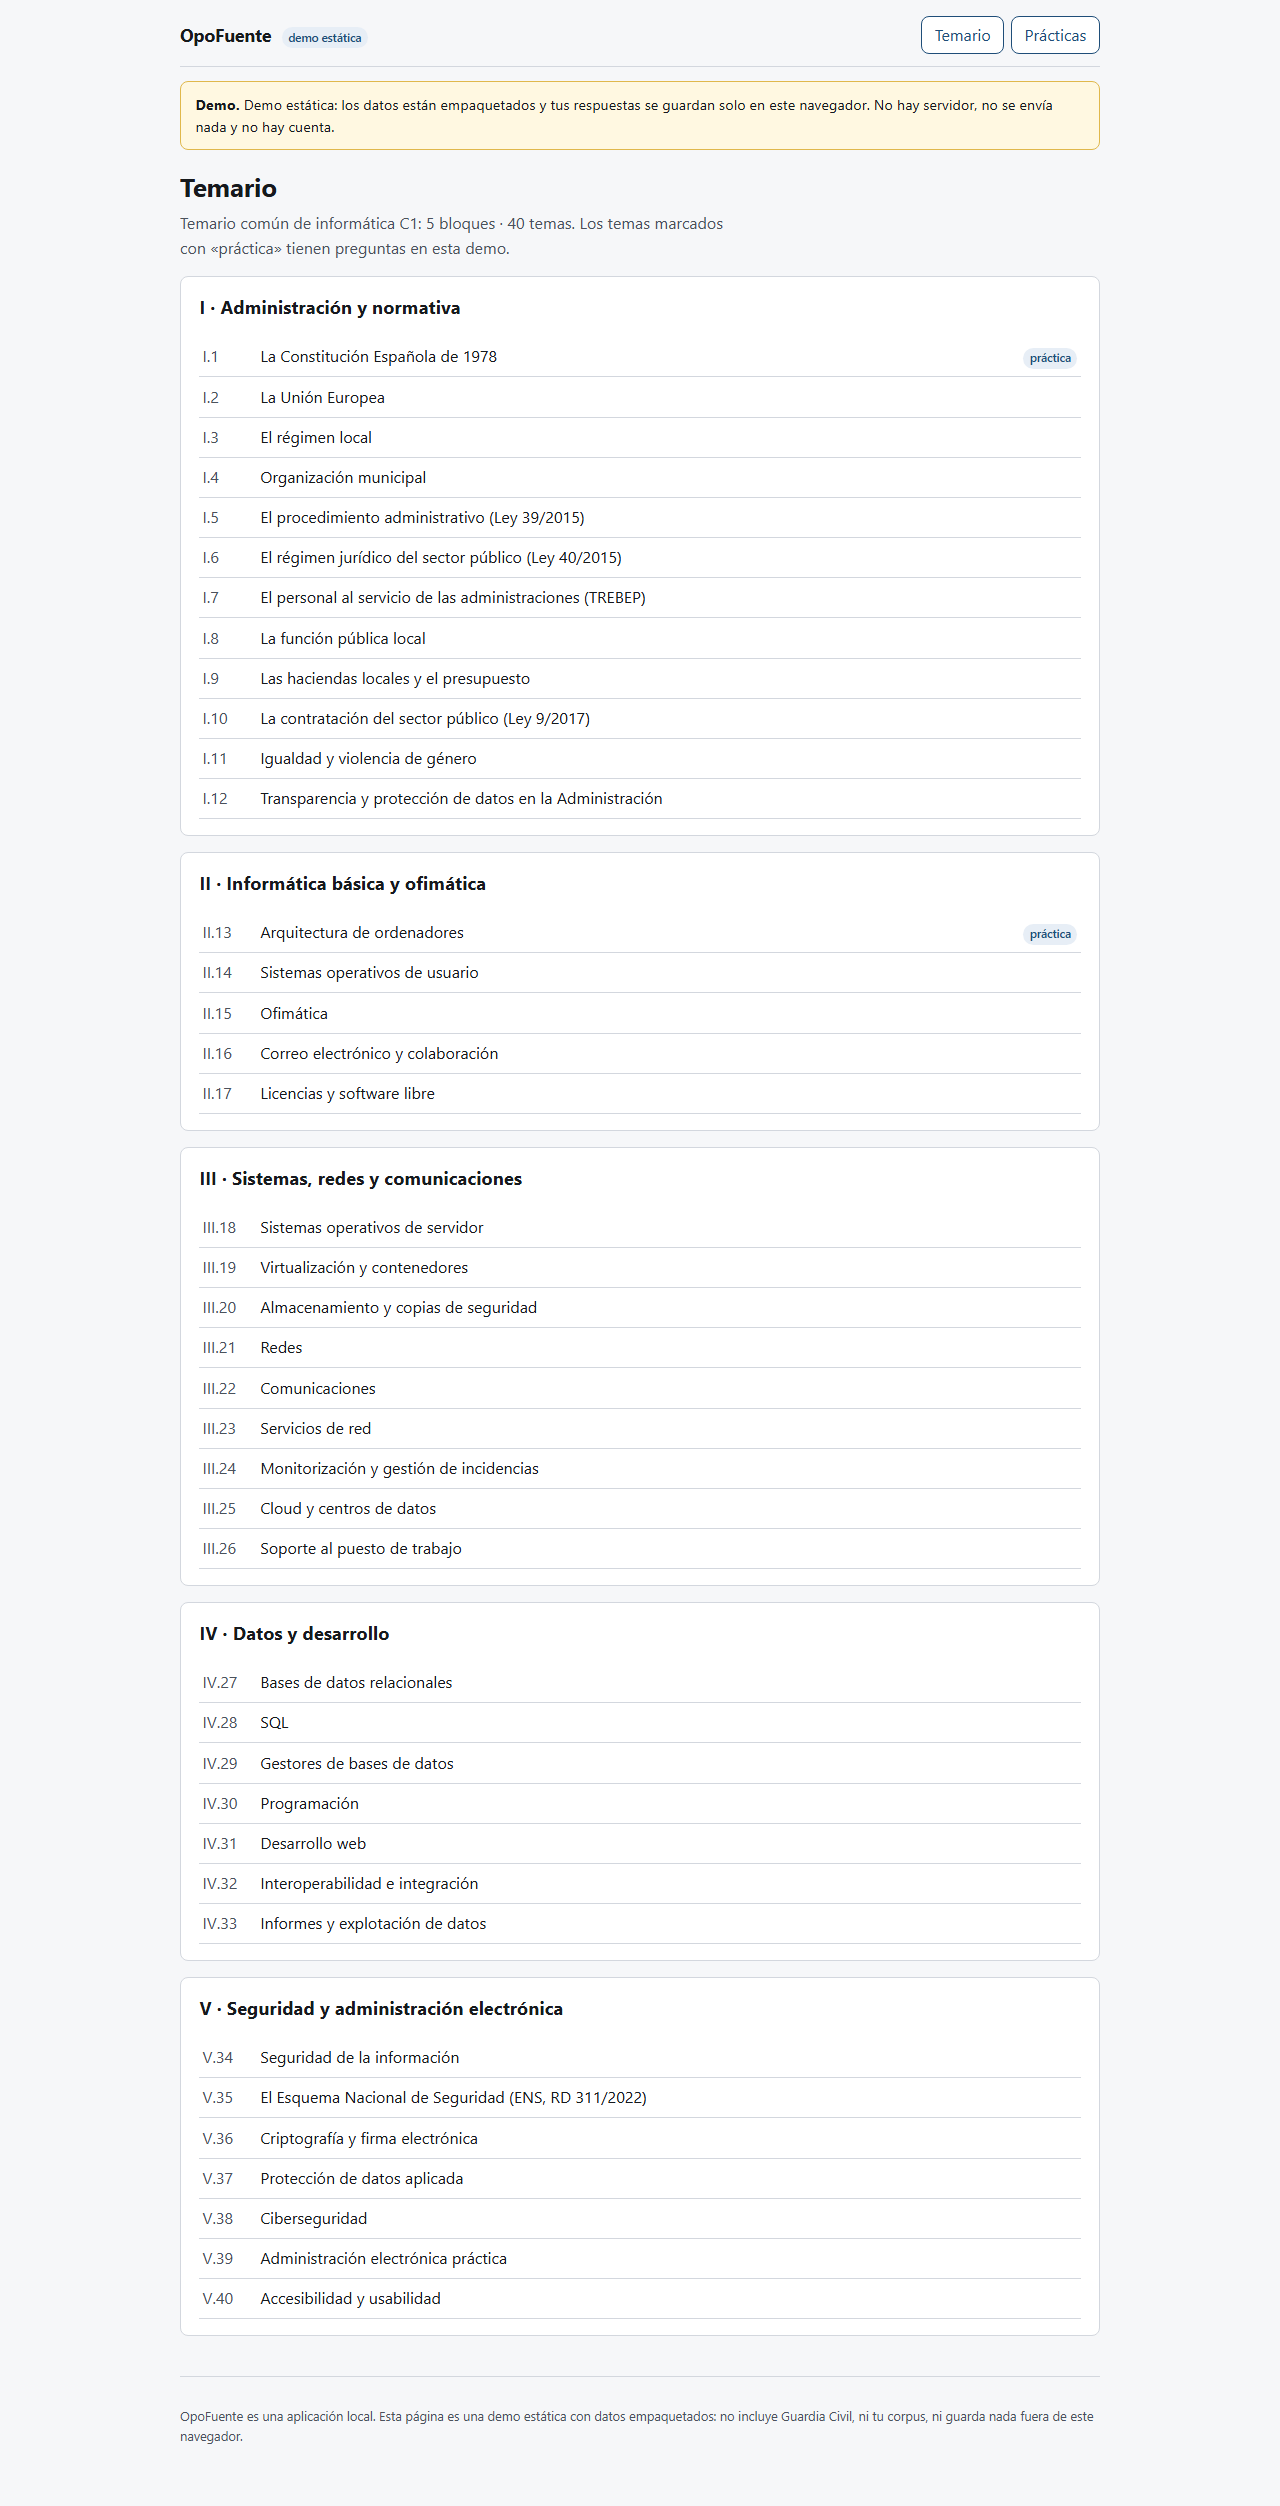 OpoFuente demo estática Temario Prácticas
Demo. Demo estática: los datos están empaquetados y tus respuestas se guardan solo en este navegador. No hay servidor, no se envía
nada y no hay cuenta.
Temario
Temario común de informática C1: 5 bloques · 40 temas. Los temas marcados
con «práctica» tienen preguntas en esta demo.
I · Administración y normativa
I.1 La Constitución Española de 1978 práctica
I.2 La Unión Europea
I.3 El régimen local
I.4 Organización municipal
I.5 El procedimiento administrativo (Ley 39/2015)
I.6 El régimen jurídico del sector público (Ley 40/2015)
I.7 El personal al servicio de las administraciones (TREBEP)
I.8 La función pública local
I.9 Las haciendas locales y el presupuesto
I.10 La contratación del sector público (Ley 9/2017)
I.11 Igualdad y violencia de género
I.12 Transparencia y protección de datos en la Administración
II · Informática básica y ofimática
II.13 Arquitectura de ordenadores práctica
II.14 Sistemas operativos de usuario
II.15 Ofimática
II.16 Correo electrónico y colaboración
II.17 Licencias y software libre
III · Sistemas, redes y comunicaciones
III.18 Sistemas operativos de servidor
III.19 Virtualización y contenedores
III.20 Almacenamiento y copias de seguridad
III.21 Redes
III.22 Comunicaciones
III.23 Servicios de red
III.24 Monitorización y gestión de incidencias
III.25 Cloud y centros de datos
III.26 Soporte al puesto de trabajo
IV · Datos y desarrollo
IV.27 Bases de datos relacionales
IV.28 SQL
IV.29 Gestores de bases de datos
IV.30 Programación
IV.31 Desarrollo web
IV.32 Interoperabilidad e integración
IV.33 Informes y explotación de datos
V · Seguridad y administración electrónica
V.34 Seguridad de la información
V.35 El Esquema Nacional de Seguridad (ENS, RD 311/2022)
V.36 Criptografía y firma electrónica
V.37 Protección de datos aplicada
V.38 Ciberseguridad
V.39 Administración electrónica práctica
V.40 Accesibilidad y usabilidad
OpoFuente es una aplicación local. Esta página es una demo estática con datos empaquetados: no incluye Guardia Civil, ni tu corpus, ni guarda nada fuera de este
navegador.